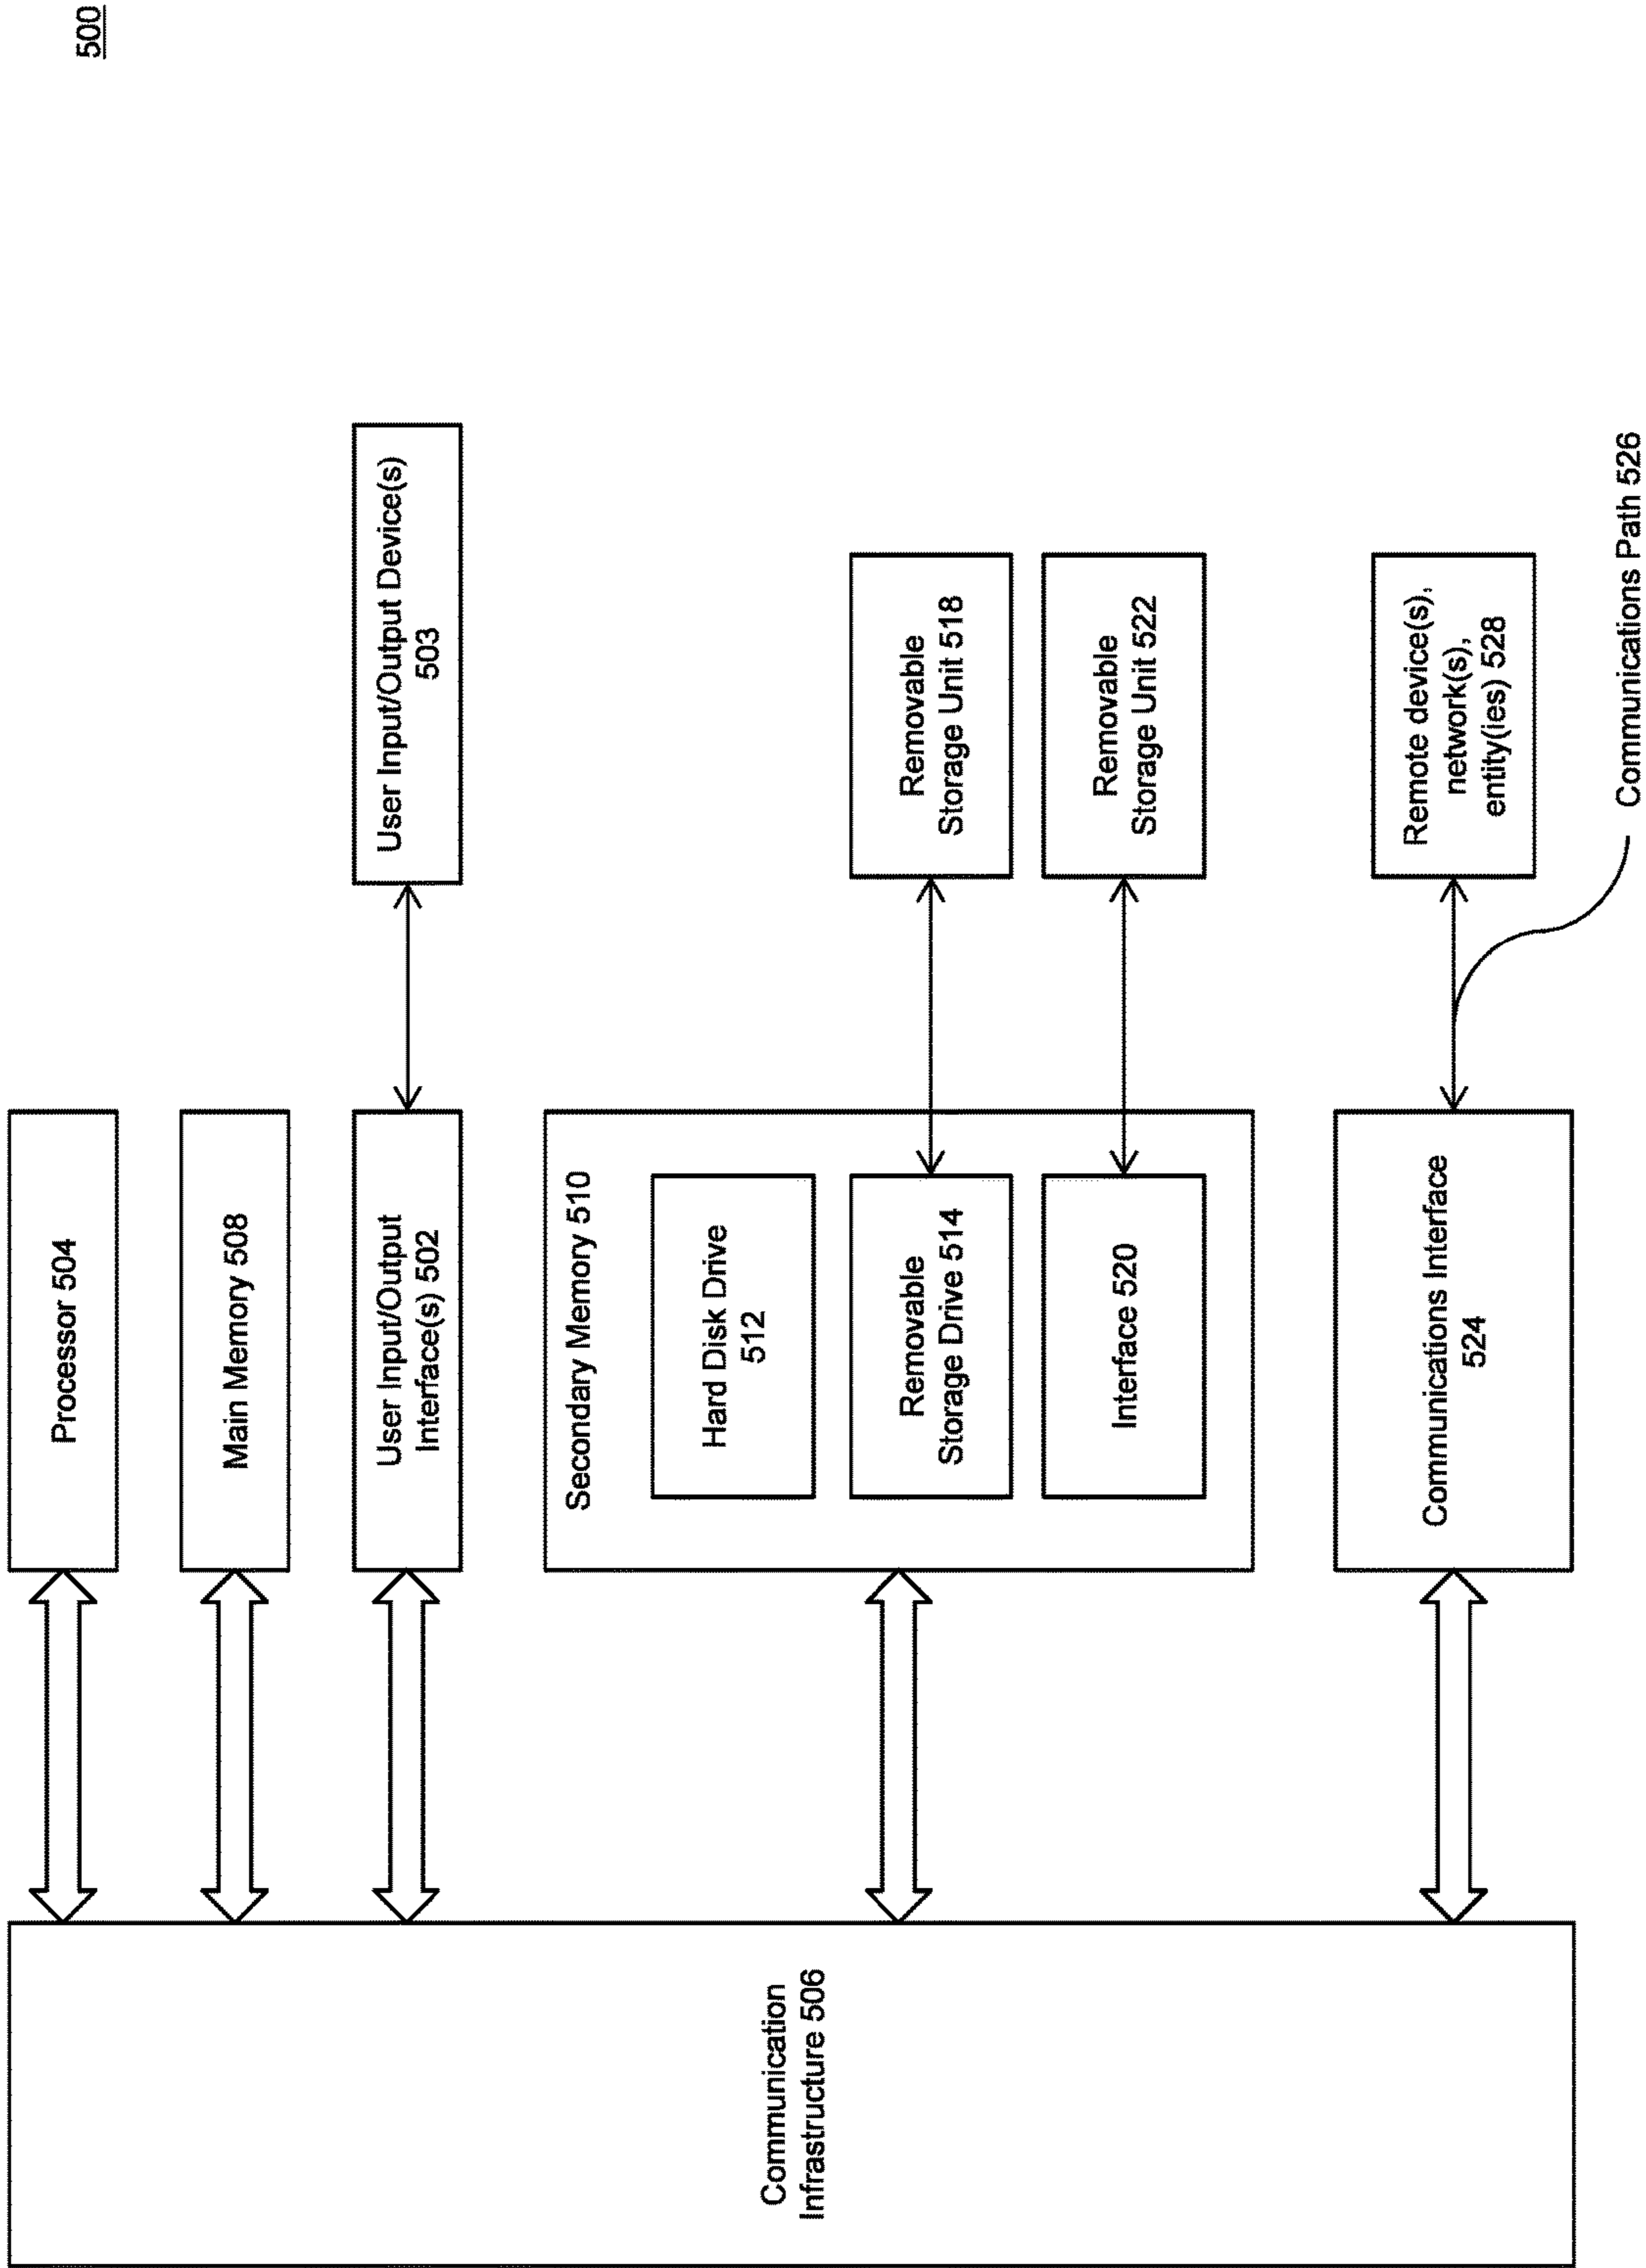 500
Processor 504
Main Memory 508
User Input/Output
Interface(s) 502
User Input/Output Device(s)
503
Communication
Infrastructure 506
Secondary Memory 510
Hard Disk Drive
512
Removable
Storage Drive 514
Removable
Storage Unit 518
Interface 520
Removable
Storage Unit 522
Communications Interface
524
Remote device(s),
network(s),
entity(ies) 528
Communications Path 526